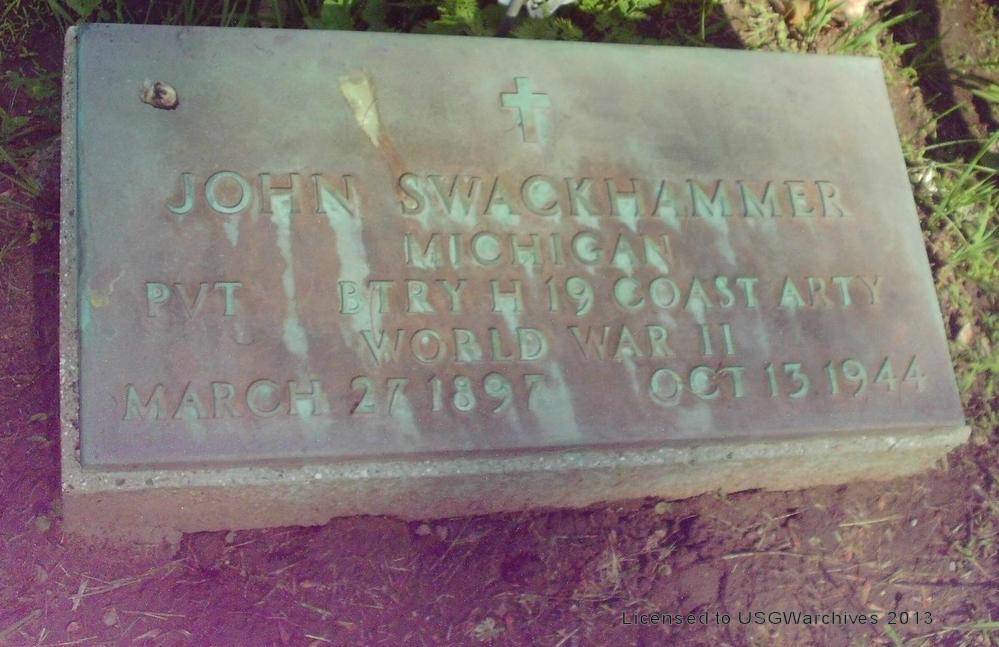 JOHN SWACKHAMMER
MICHIGAN
PVT BTRY H 19 COAST ARTY
WORLD WAR II
MARCH 27 1897 OCT 13 1944
Licensed to USGWarchives 2013